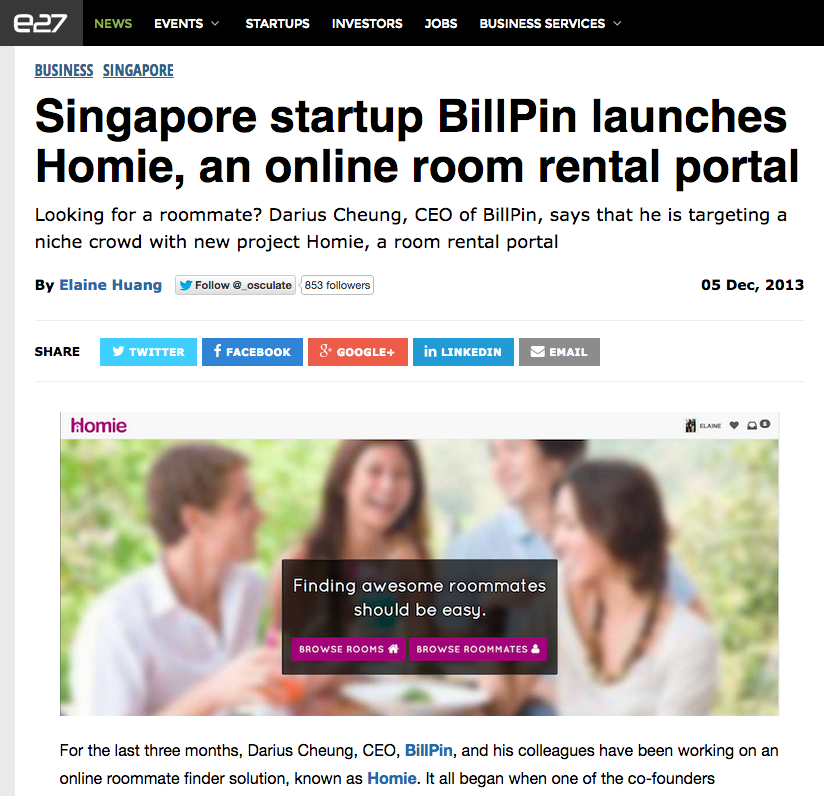 e27 NEWS EVENTS STARTUPS INVESTORS JOBS BUSINESS SERVICES
BUSINESS SINGAPORE
Singapore startup BillPin launches
Homie, an online room rental portal
Looking for a roommate? Darius Cheung, CEO of BillPin, says that he is targeting a
niche crowd with new project Homie, a room rental portal
By Elaine Huang Follow @_osculate 853 followers 05 Dec, 2013
SHARE TWITTER FACEBOOK GOOGLE+ LINKEDIN EMAIL
Homie ELAINE
Finding awesome roommates
should be easy.
BROWSE ROOMS BROWSE ROOMMATES
For the last three months, Darius Cheung, CEO, BillPin, and his colleagues have been working on an
online roommate finder solution, known as Homie. It all began when one of the co-founders